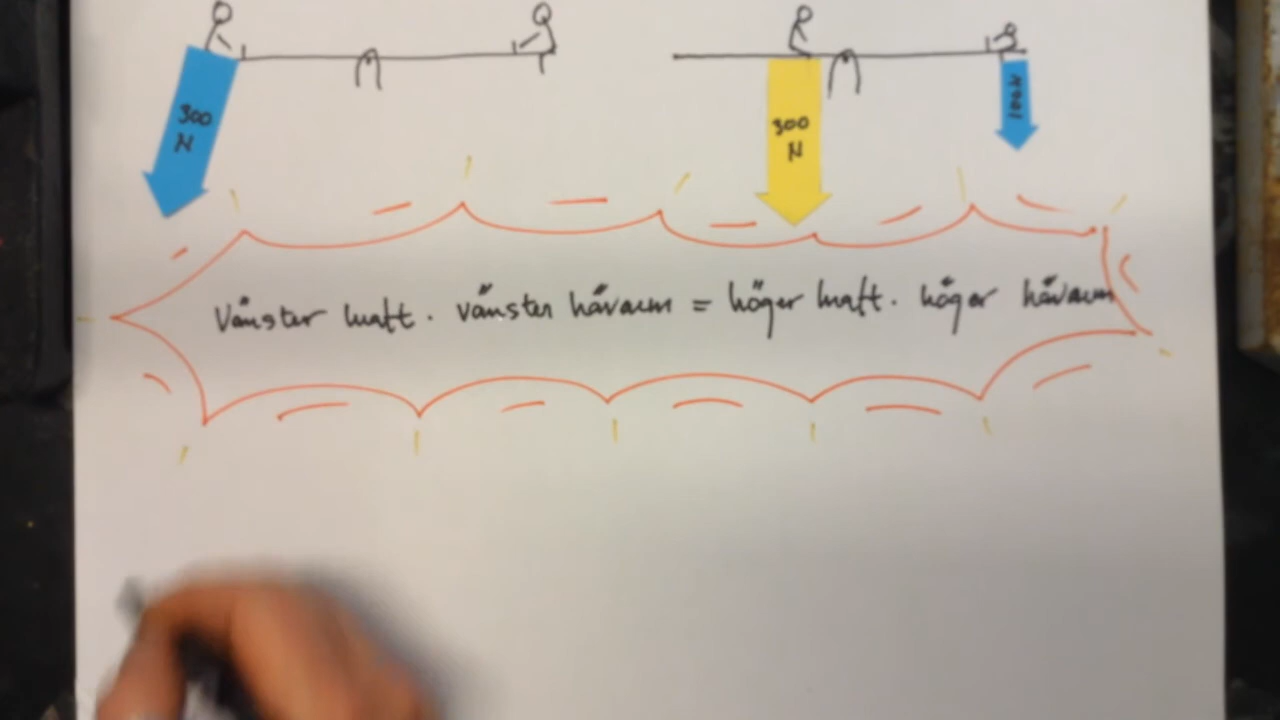 300
N
300
N
100N
Vänster kraft . vänster hävarm = höger kraft . höger hävarm